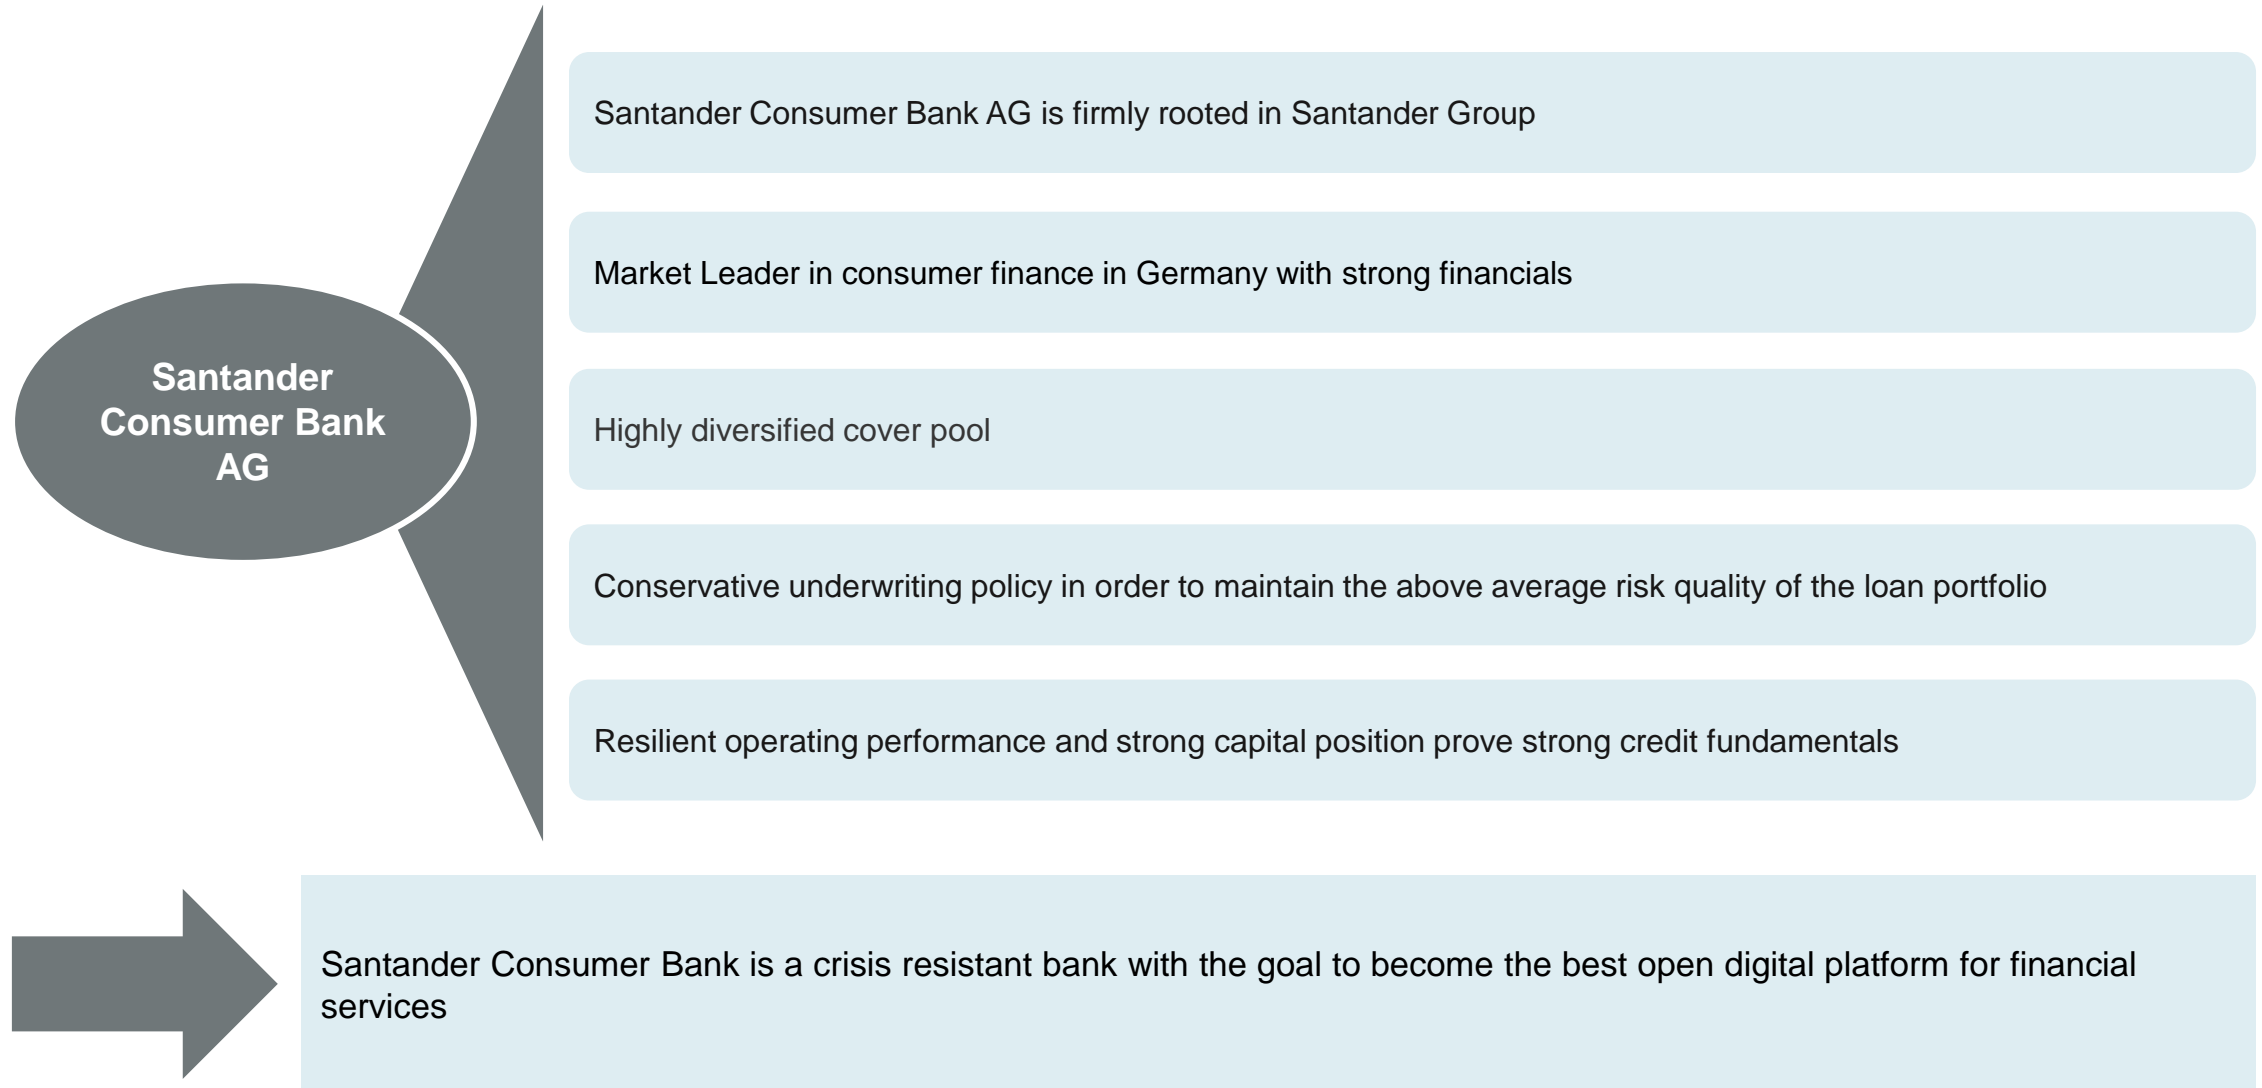 Santander Consumer Bank AG is firmly rooted in Santander Group
Market Leader in consumer finance in Germany with strong financials
Santander
Consumer Bank
AG
Highly diversified cover pool
Conservative underwriting policy in order to maintain the above average risk quality of the loan portfolio
Resilient operating performance and strong capital position prove strong credit fundamentals
Santander Consumer Bank is a crisis resistant bank with the goal to become the best open digital platform for financial
services